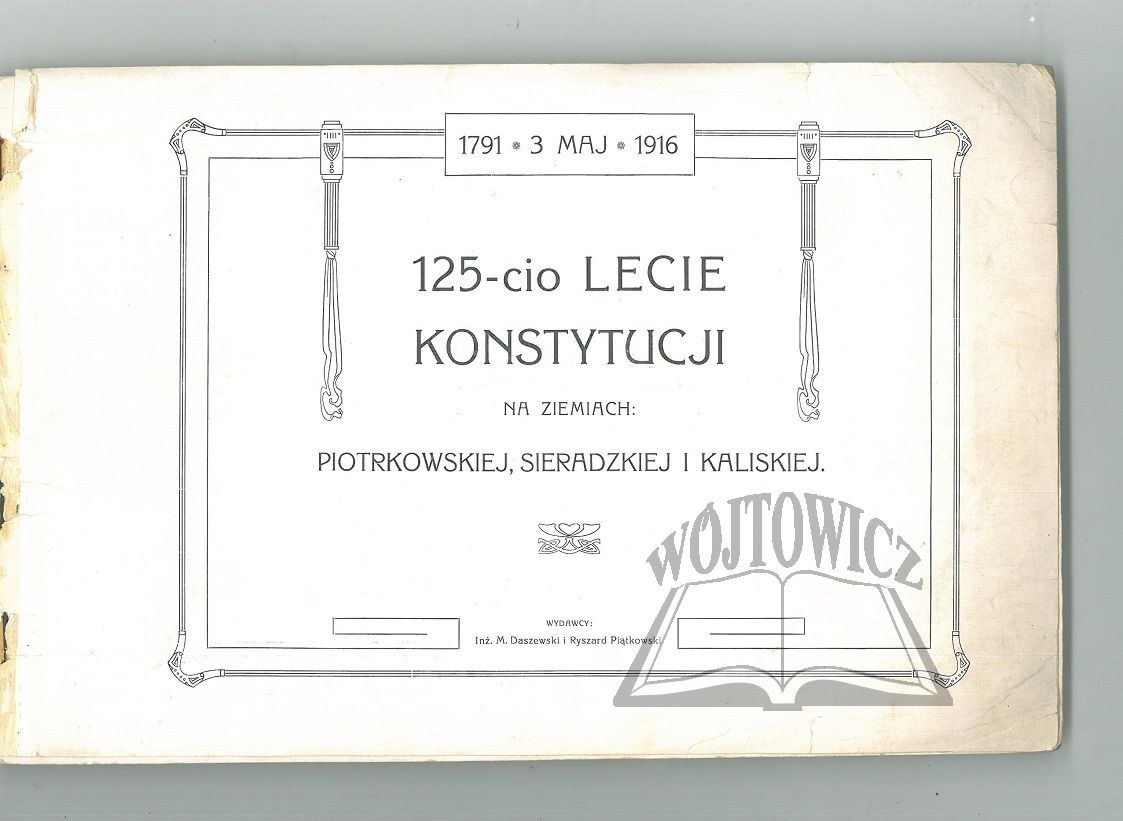 1791 * 3 MAJ * 1916
125-cio LECIE
KONSTYTUCJI
NA ZIEMIACH:
PIOTRKOWSKIEJ, SIERADZKIEJ I KALISKIEJ.
WÓJTOWICZ
WYDAWCY:
Inż. M. Daszewski i Ryszard Piątkowski